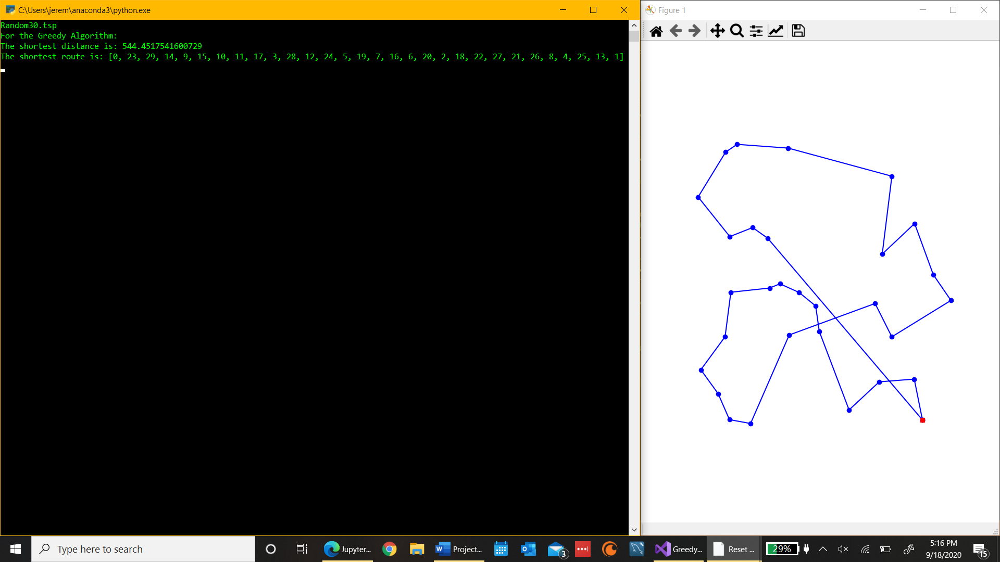 C:\Users\jerem\anaconda3\python.exe
Random30.tsp
For the Greedy Algorithm:
The shortest distance is: 544.4517541600729
The shortest route is: [0, 23, 29, 14, 9, 15, 10, 11, 17, 3, 28, 12, 24, 5, 19, 7, 16, 6, 20, 2, 18, 22, 27, 21, 26, 8, 4, 25, 13, 1]
Figure 1
Type here to search
Jupyter...
Project...
3
Greedy...
Reset ...
29%
5:16 PM
9/18/2020
15